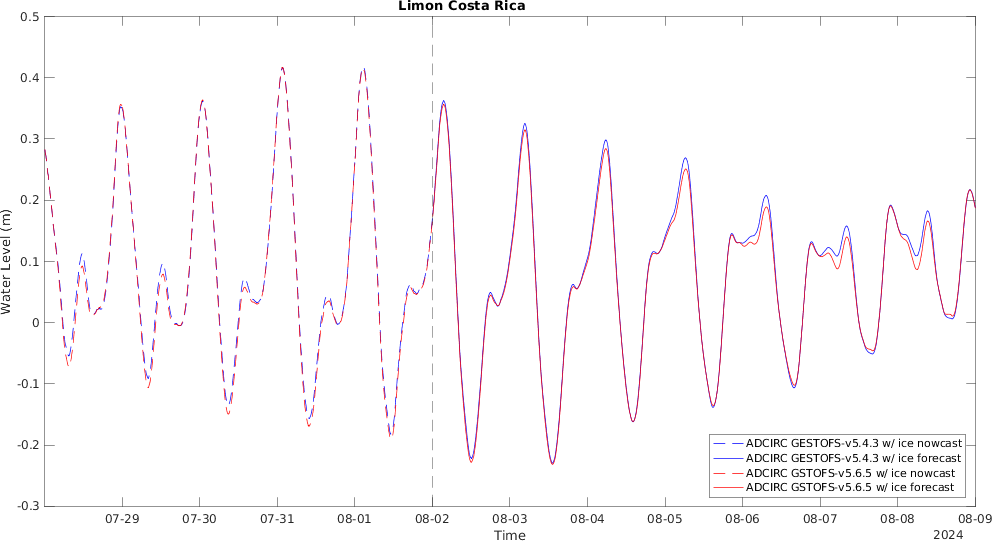 Limon Costa Rica
0.5
0.4
0.3
0.2
0.1
0
-0.1
-0.2
-0.3
Water Level (m)
ADCIRC GESTOFS-v5.4.3 w/ ice nowcast
ADCIRC GESTOFS-v5.4.3 w/ ice forecast
ADCIRC GSTOFS-v5.6.5 w/ ice nowcast
ADCIRC GSTOFS-v5.6.5 w/ ice forecast
07-29 07-30 07-31 08-01 08-02 08-03 08-04 08-05 08-06 08-07 08-08 08-09
Time
2024